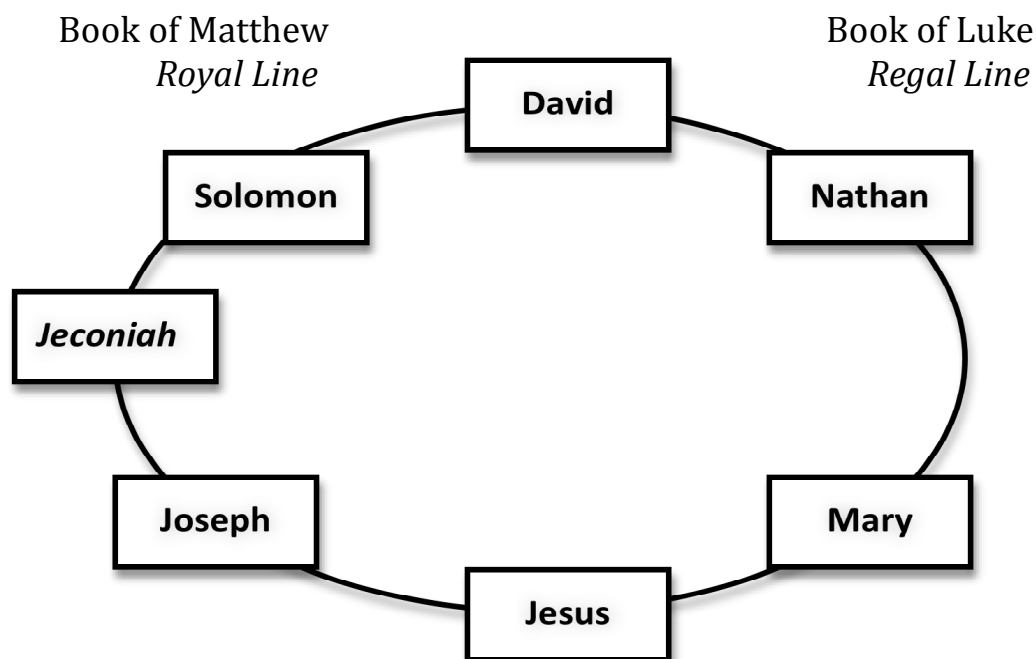 Book of Matthew
Royal Line
Book of Luke
Regal Line
David
Solomon
Nathan
Jeconiah
Joseph
Mary
Jesus